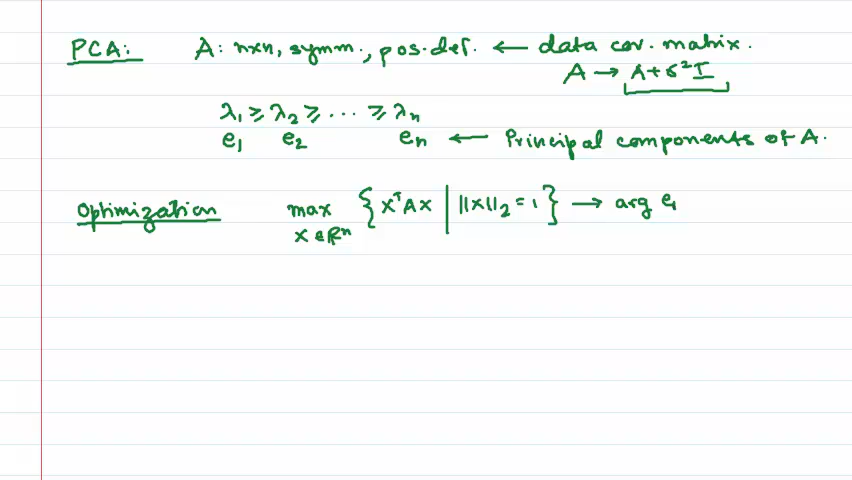 PCA: A: n×n, symm., pos.def. ← data cov. matrix.
A → A+σ²I
λ₁ ≥ λ₂ ≥ ... ≥ λₙ
e₁ e₂ eₙ ← Principal components of A.
Optimization max { xᵀAx | ||x||₂ = 1 } → arg e₁
x∈ℝⁿ